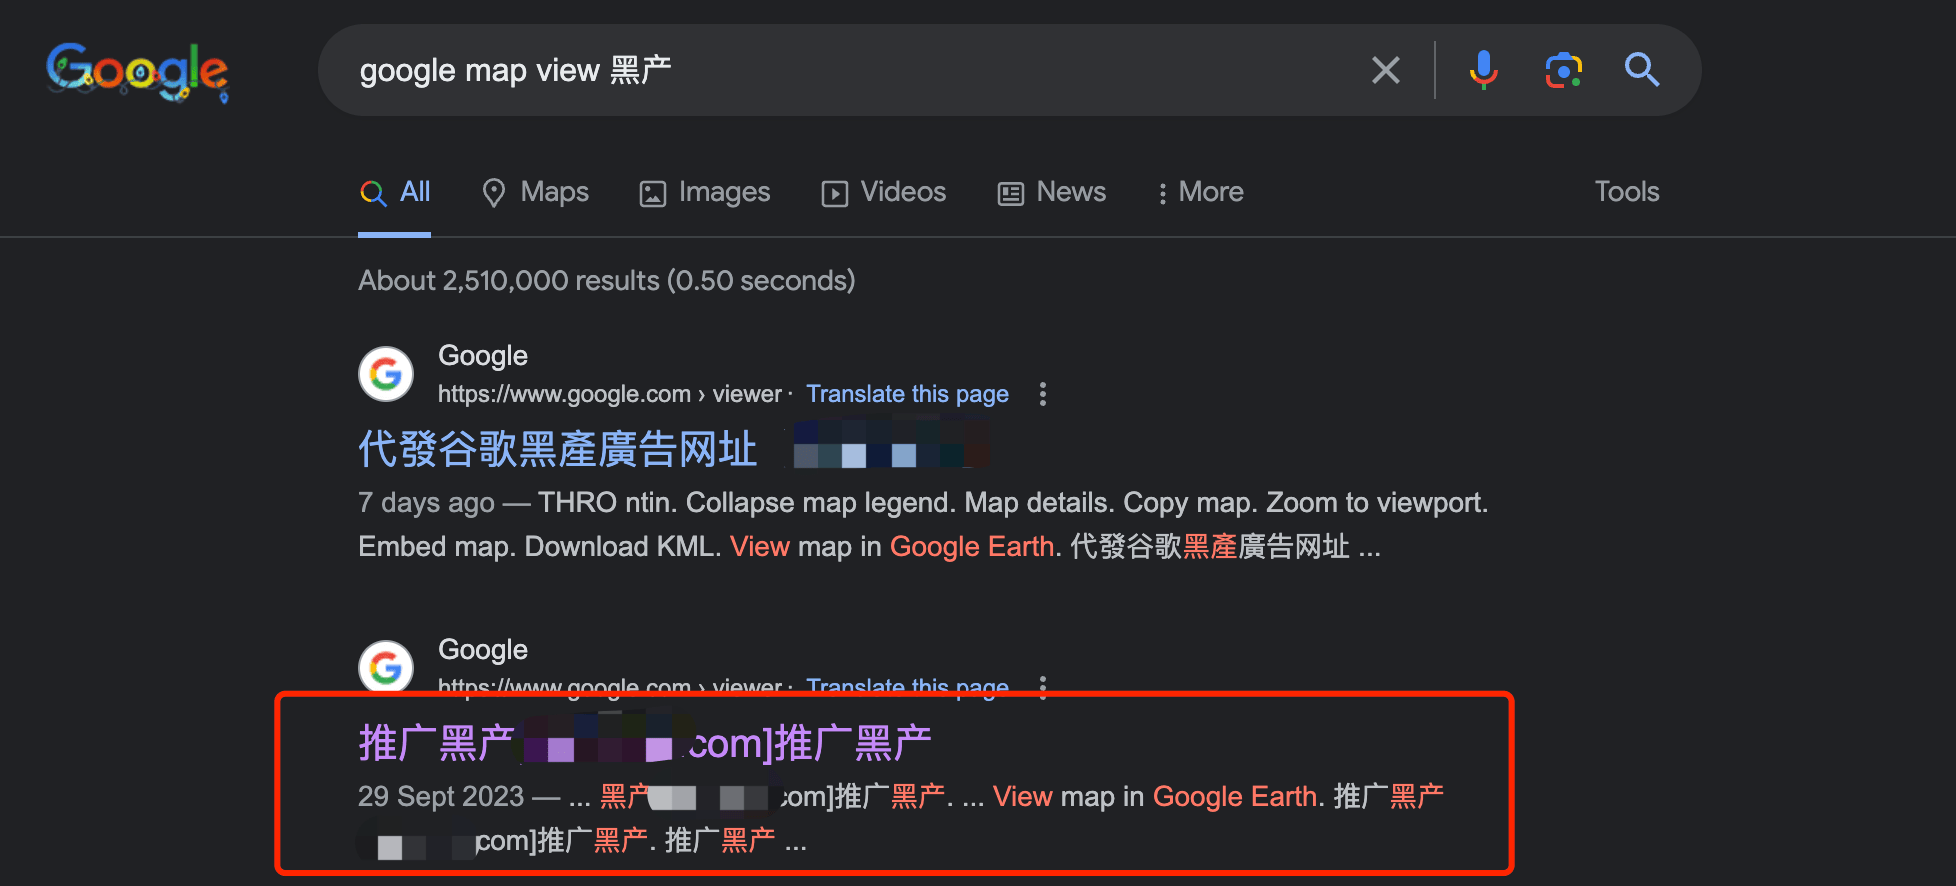 Google
google map view 黑产
All Maps Images Videos News More Tools
About 2,510,000 results (0.50 seconds)
Google
https://www.google.com › viewer · Translate this page
代發谷歌黑產廣告网址
7 days ago — THRO ntin. Collapse map legend. Map details. Copy map. Zoom to viewport.
Embed map. Download KML. View map in Google Earth. 代發谷歌黑產廣告网址 ...
Google
https://www.google.com › viewer · Translate this page
推广黑产 com]推广黑产
29 Sept 2023 — ... 黑产 com]推广黑产. ... View map in Google Earth. 推广黑产
com]推广黑产. 推广黑产 ...